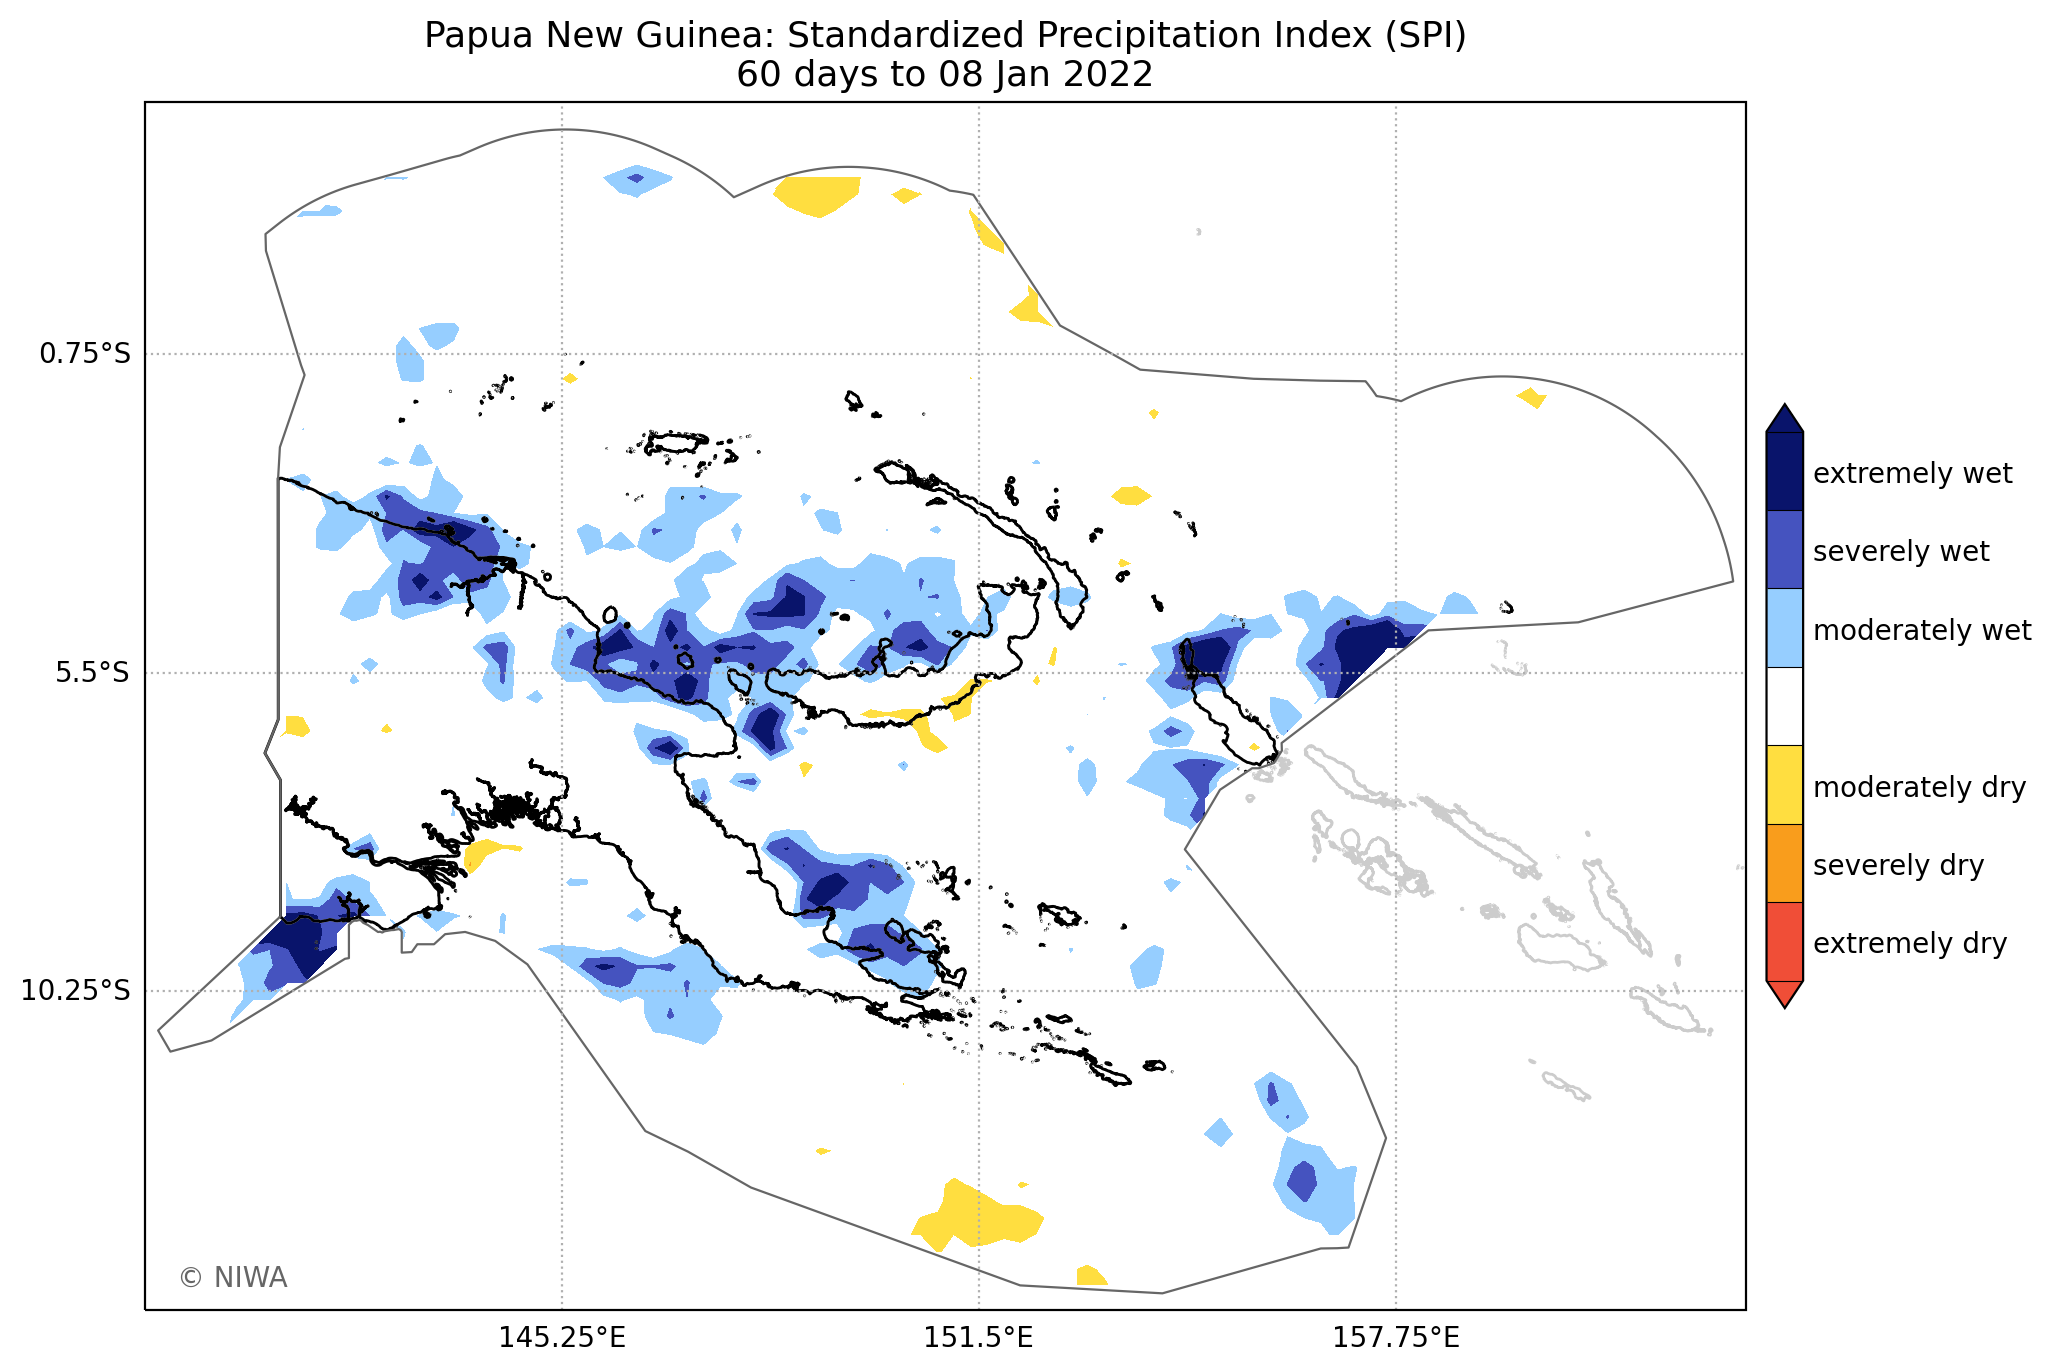 Papua New Guinea: Standardized Precipitation Index (SPI)
60 days to 08 Jan 2022
0.75°S
5.5°S
10.25°S
145.25°E
151.5°E
157.75°E
extremely wet
severely wet
moderately wet
moderately dry
severely dry
extremely dry
© NIWA